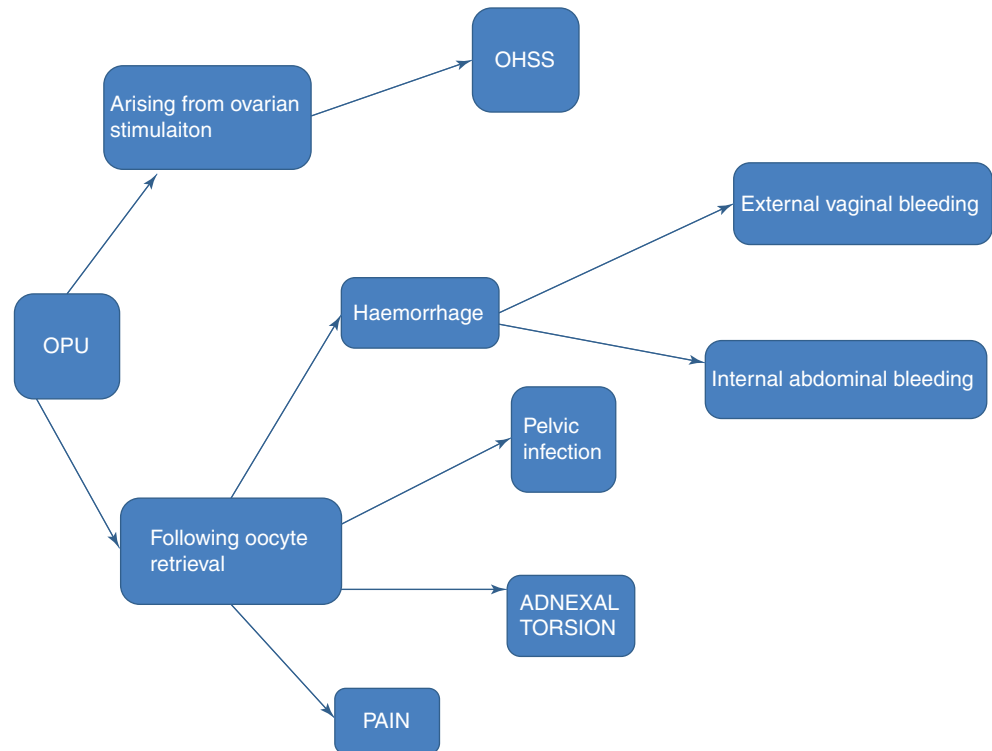 OHSS
Arising from ovarian
stimulaiton
External vaginal bleeding
Haemorrhage
OPU
Internal abdominal bleeding
Pelvic
infection
Following oocyte
retrieval
ADNEXAL
TORSION
PAIN